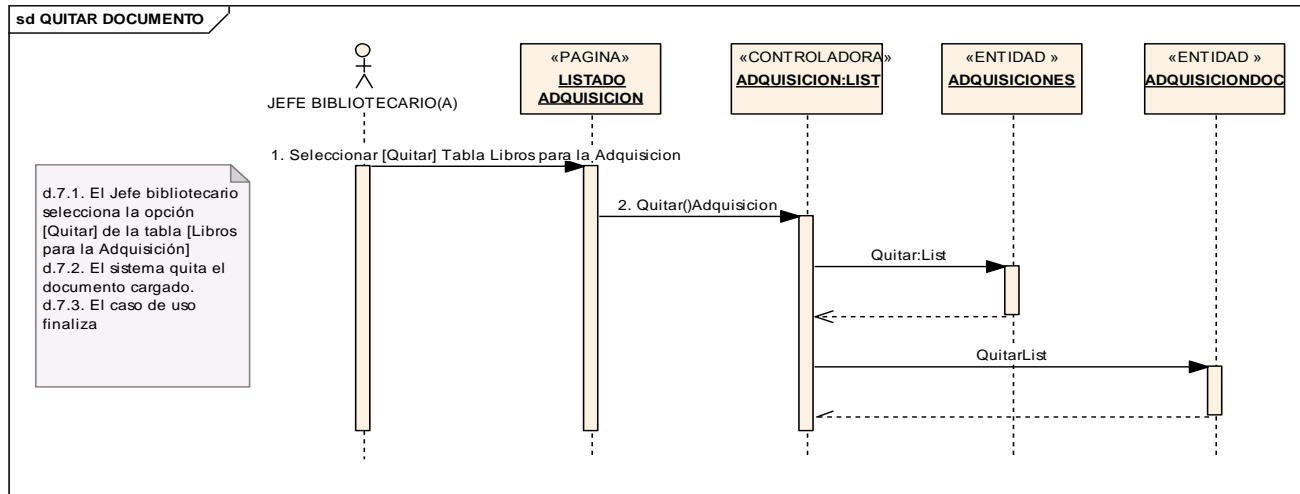 sd QUITAR DOCUMENTO
JEFE BIBLIOTECARIO(A)
«PAGINA»
LISTADO
ADQUISICION
«CONTROLADORA»
ADQUISICION:LIST
«ENTIDAD »
ADQUISICIONES
«ENTIDAD »
ADQUISICIONDOC
1. Seleccionar [Quitar] Tabla Libros para la Adquisicion
2. Quitar()Adquisicion
Quitar:List
QuitarList
d.7.1. El Jefe bibliotecario
selecciona la opción
[Quitar] de la tabla [Libros
para la Adquisición]
d.7.2. El sistema quita el
documento cargado.
d.7.3. El caso de uso
finaliza